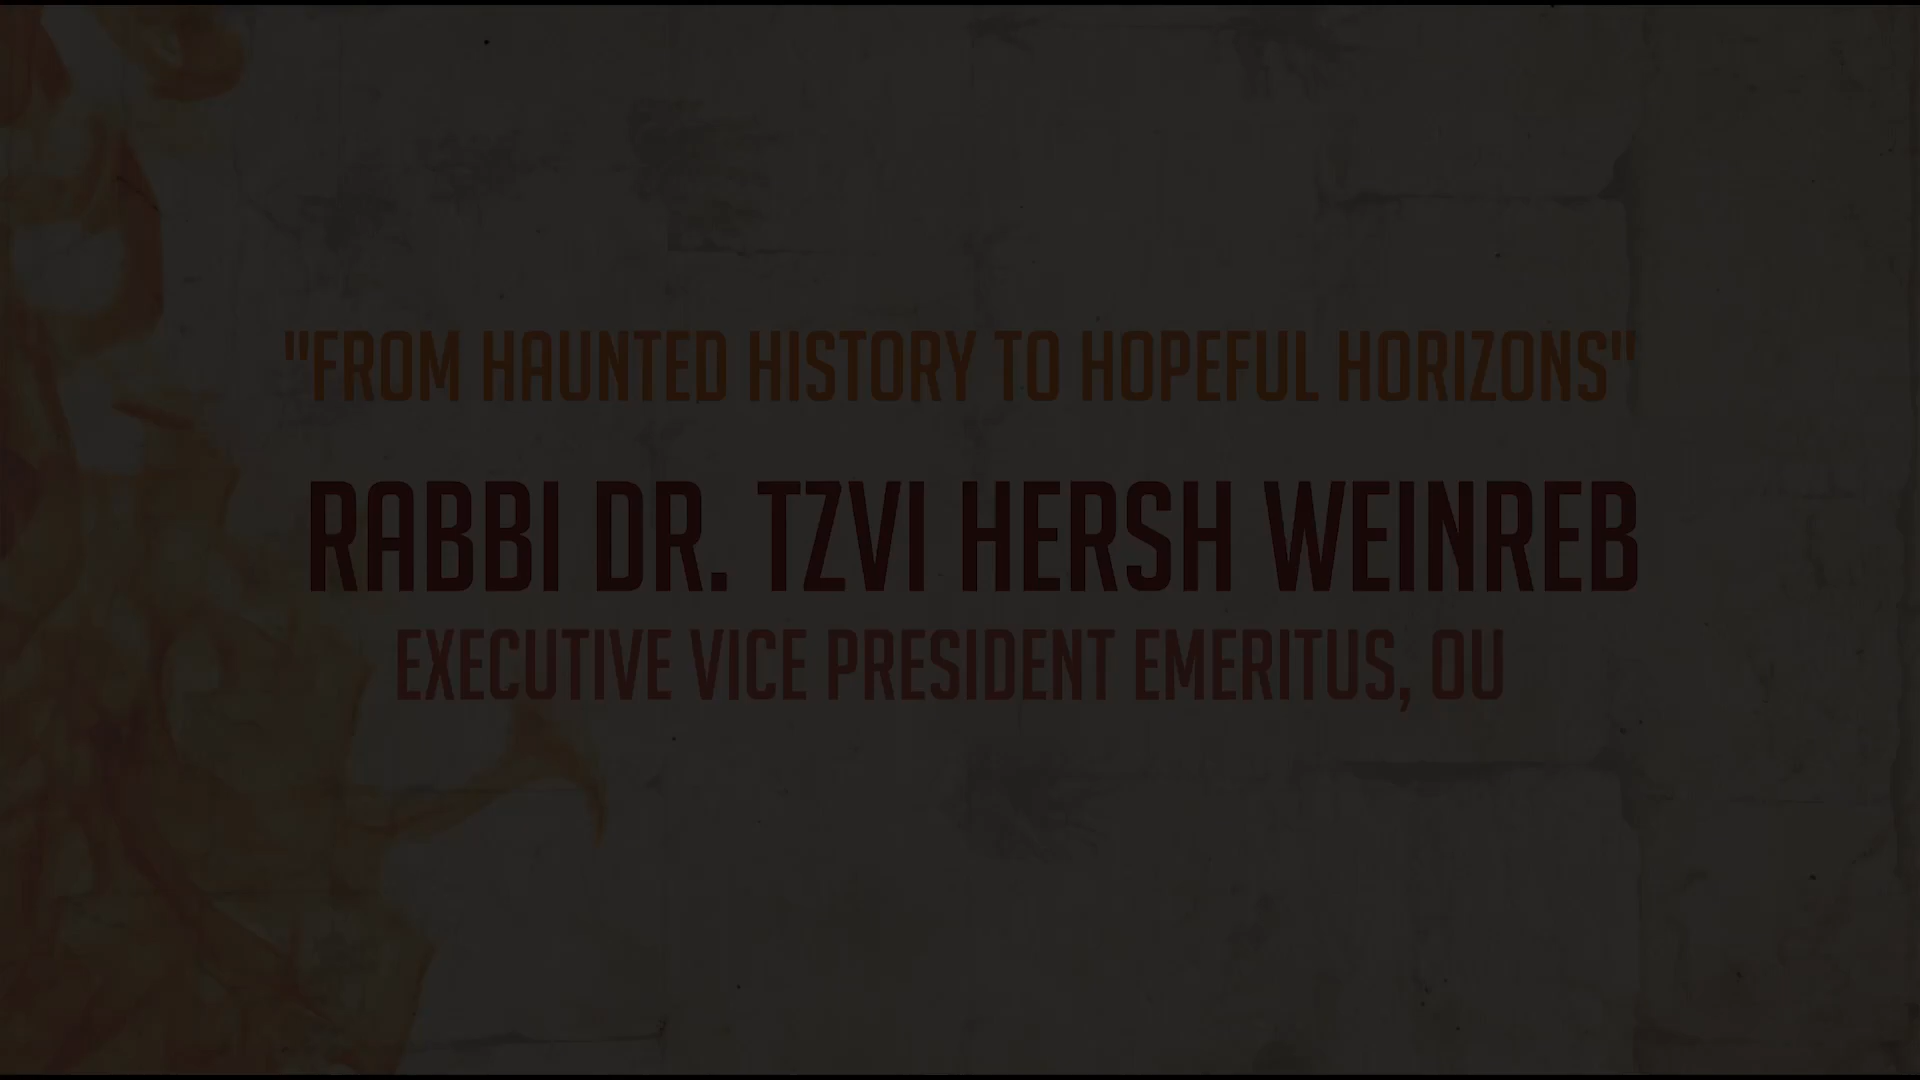 "FROM HAUNTED HISTORY TO HOPEFUL HORIZONS"
RABBI DR. TZVI HERSH WEINREB
EXECUTIVE VICE PRESIDENT EMERITUS, OU